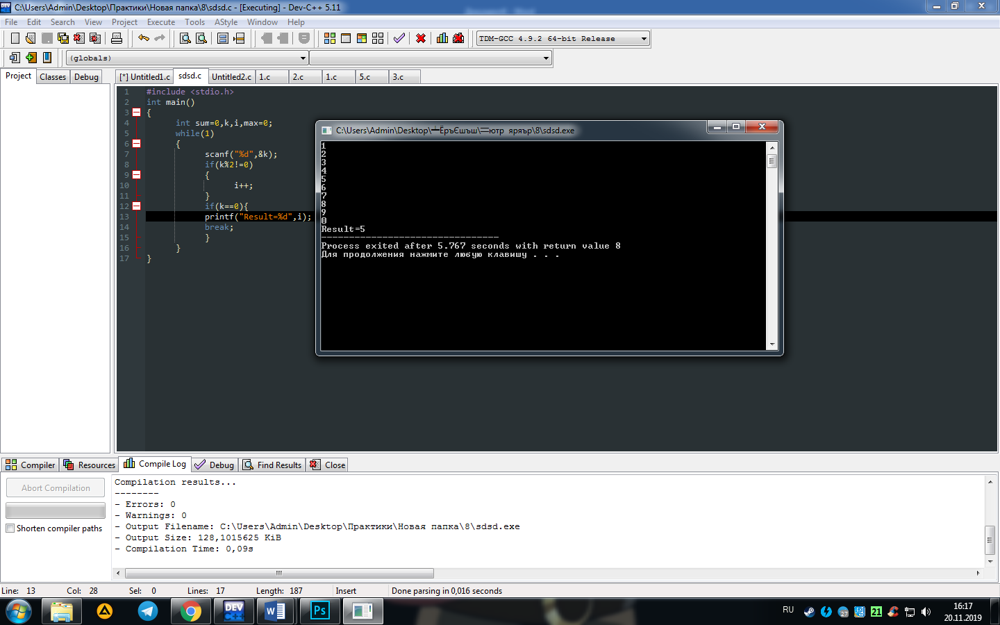 C:\Users\Admin\Desktop\Практики\Новая папка\8\sdsd.c - [Executing] - Dev-C++ 5.11
File Edit Search View Project Execute Tools AStyle Window Help
TDM-GCC 4.9.2 64-bit Release
(globals)
Project Classes Debug
[*] Untitled1.c sdsd.c Untitled2.c 1.c 2.c 1.c 5.c 3.c
1 #include <stdio.h>
2 int main()
3 {
4 int sum=0,k,i,max=0;
5 while(1)
6 {
7 scanf("%d",&k);
8 if(k%2!=0)
9 {
10 i++;
11 }
12 if(k==0){
13 printf("Result=%d",i);
14 break;
15 }
16 }
17 }
C:\Users\Admin\Desktop\╧ЁръЄшъш\═ютр  яряър\8\sdsd.exe
1
2
3
4
5
6
7
8
9
0
Result=5
--------------------------------
Process exited after 5.767 seconds with return value 8
Для продолжения нажмите любую клавишу . . .
Compiler Resources Compile Log Debug Find Results Close
Abort Compilation
Shorten compiler paths
Compilation results...
--------
- Errors: 0
- Warnings: 0
- Output Filename: C:\Users\Admin\Desktop\Практики\Новая папка\8\sdsd.exe
- Output Size: 128,1015625 KiB
- Compilation Time: 0,09s
Line: 13 Col: 28 Sel: 0 Lines: 17 Length: 187 Insert Done parsing in 0,016 seconds
DEV C++
W
Ps
RU
27
21
16:17
20.11.2019